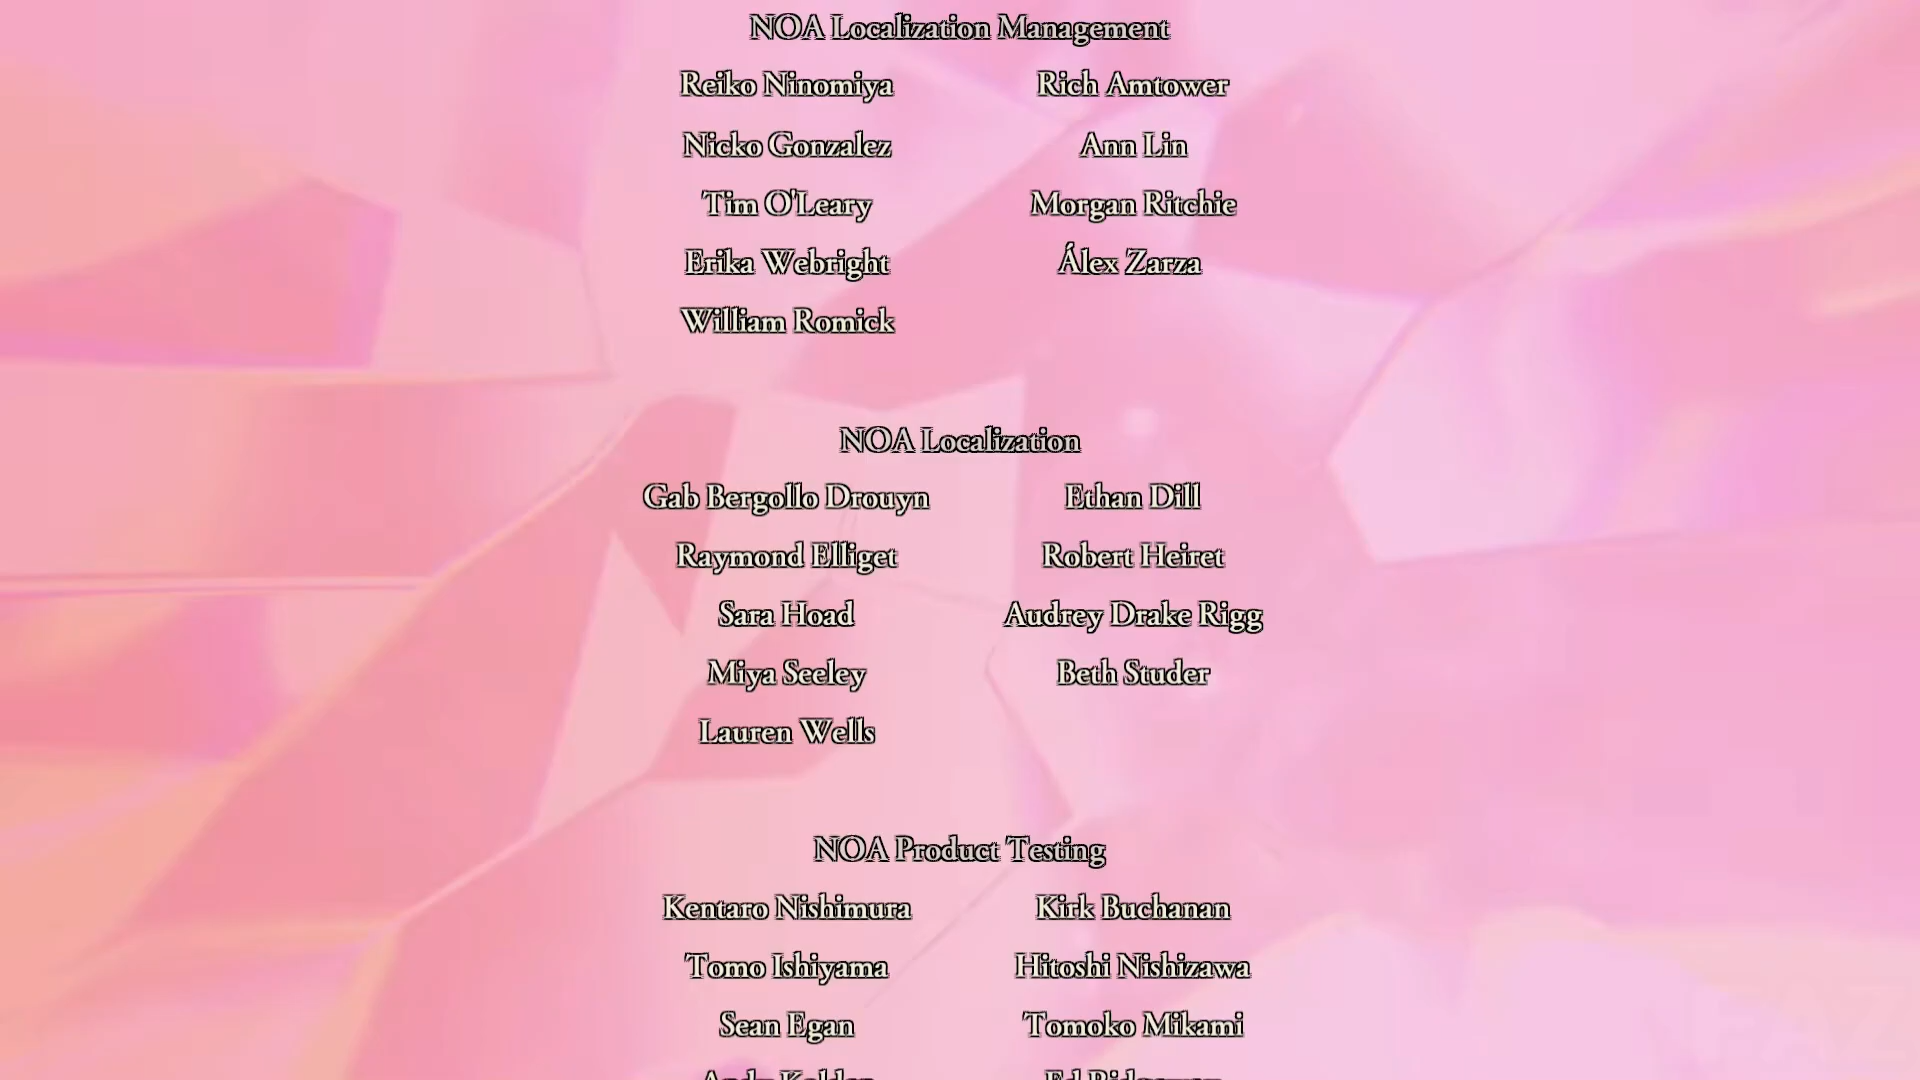 NOA Localization Management
Reiko Ninomiya Rich Amtower
Nicko Gonzalez Ann Lin
Tim O'Leary Morgan Ritchie
Erika Webright Álex Zarza
William Romick
NOA Localization
Gab Bergollo Drouyn Ethan Dill
Raymond Elliget Robert Heiret
Sara Hoad Audrey Drake Rigg
Miya Seeley Beth Studer
Lauren Wells
NOA Product Testing
Kentaro Nishimura Kirk Buchanan
Tomo Ishiyama Hitoshi Nishizawa
Sean Egan Tomoko Mikami